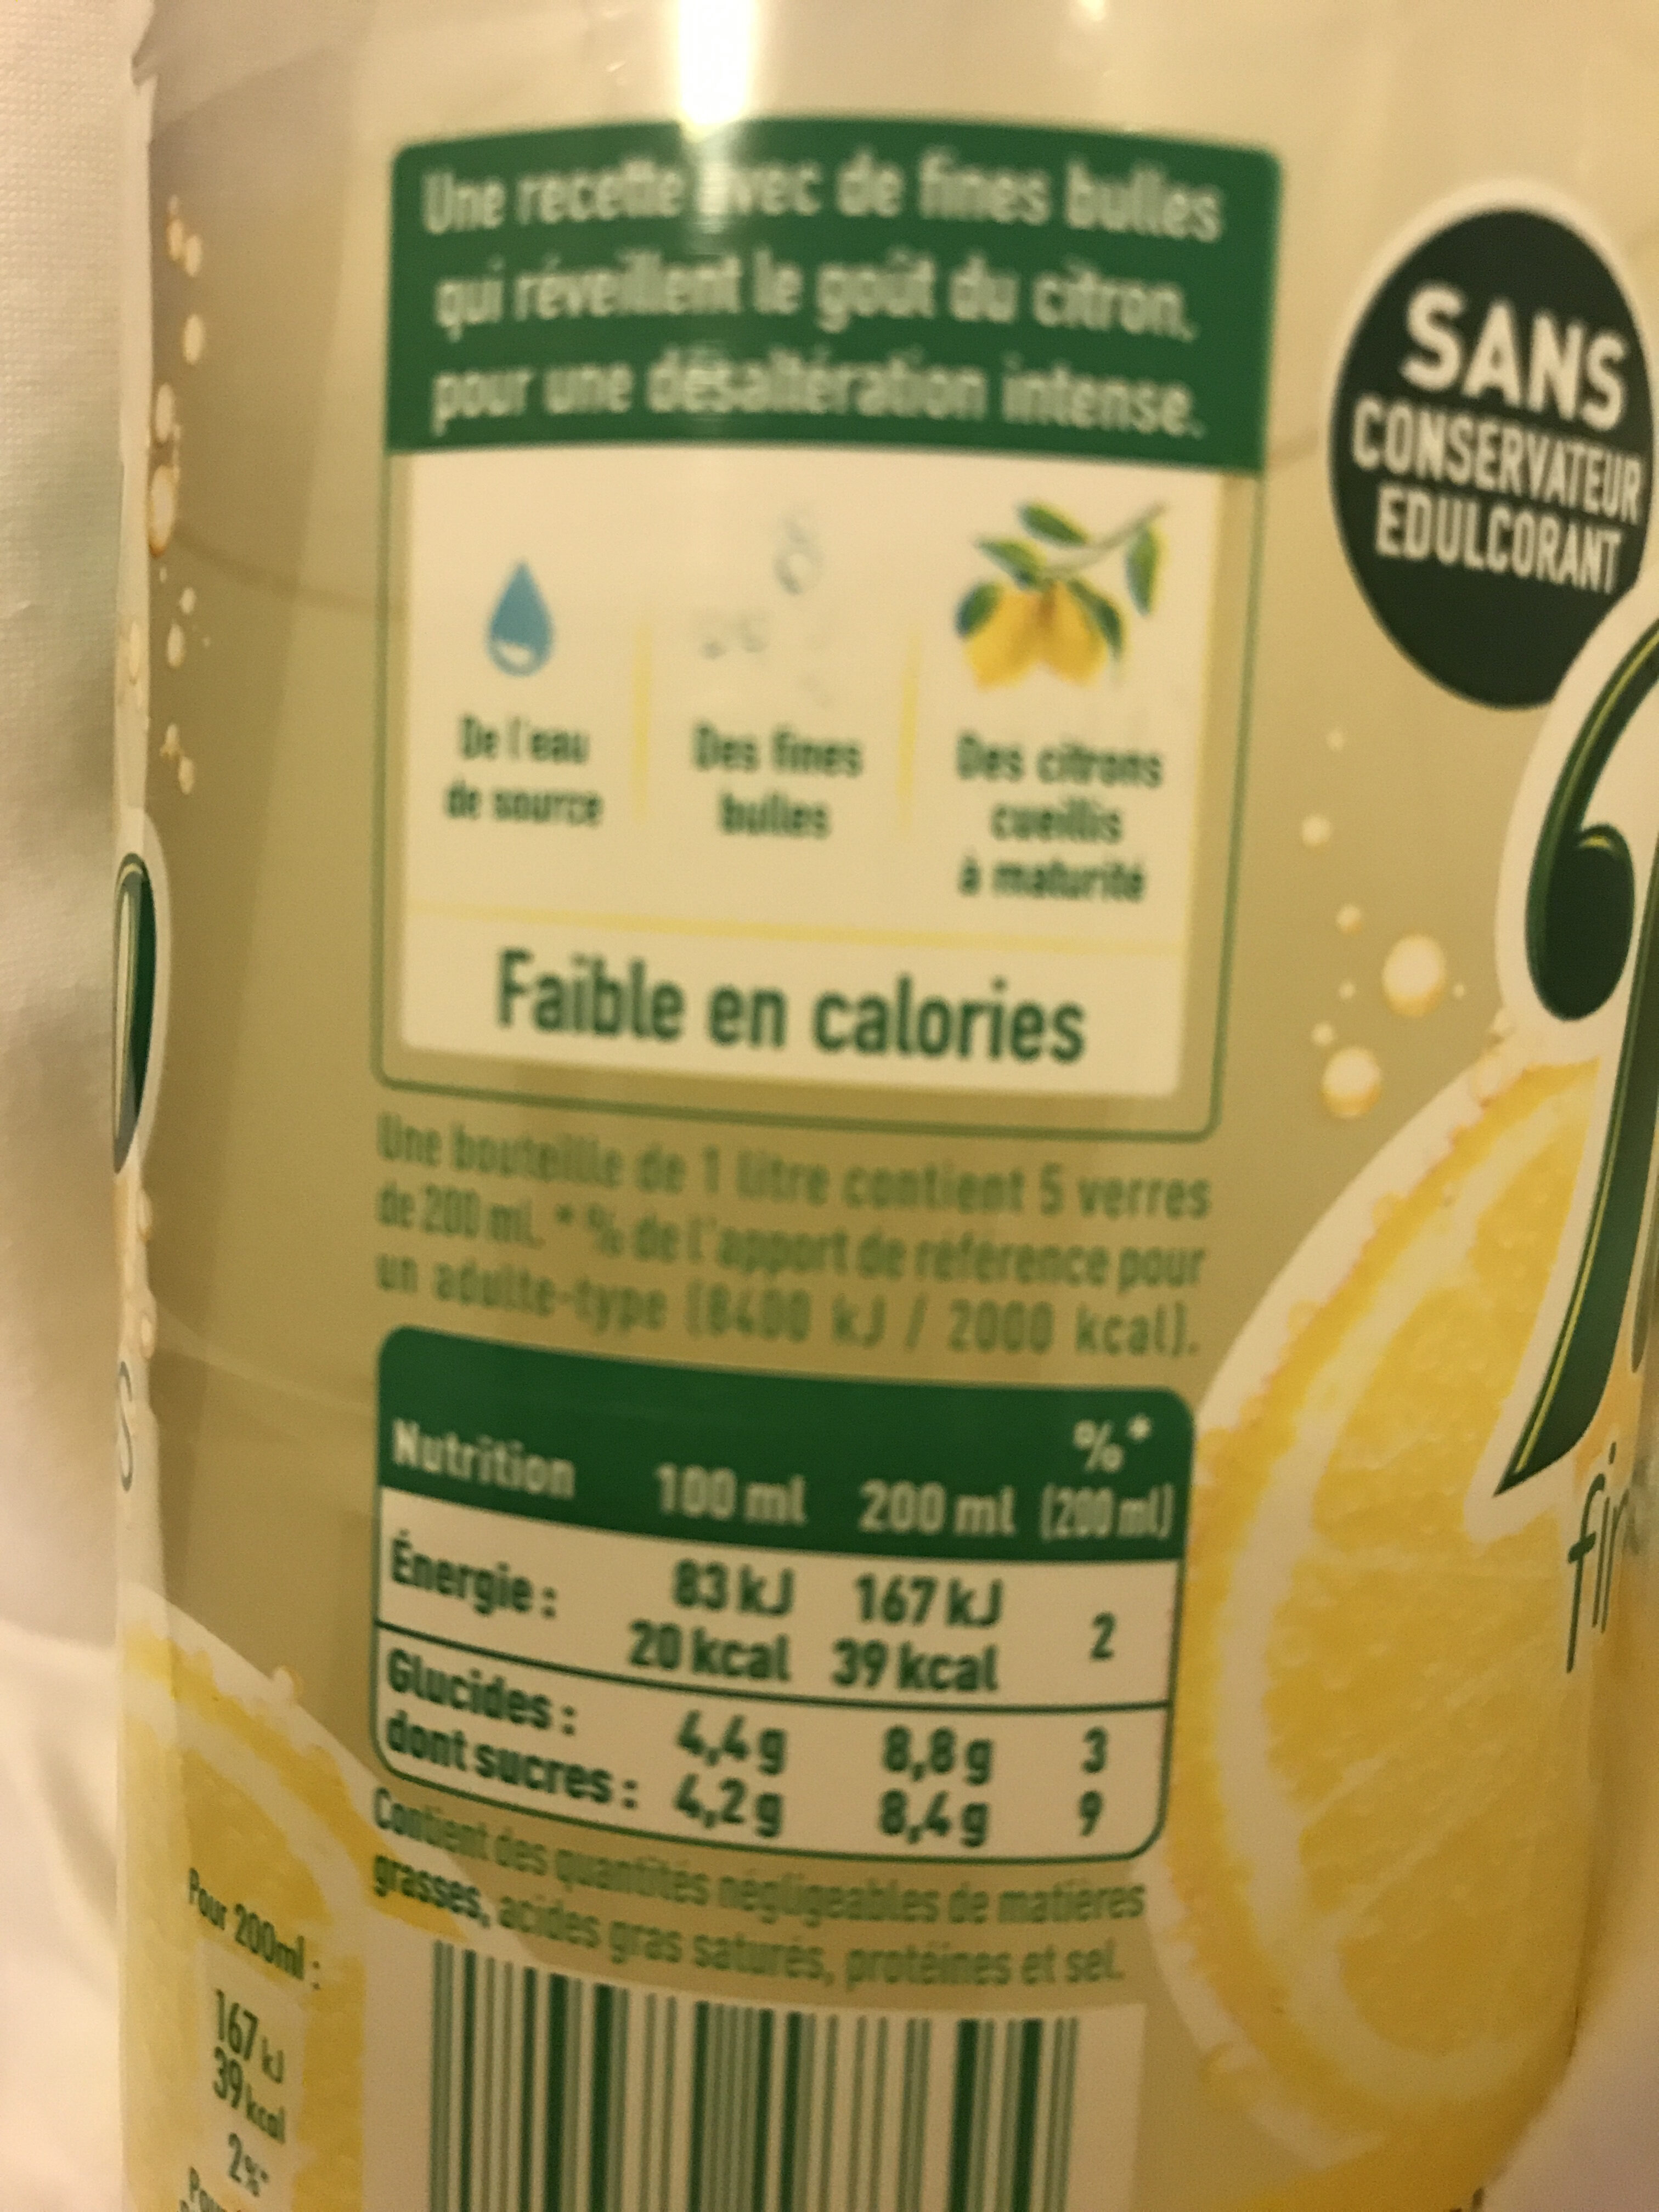 Une recette avec de fines bulles
qui réveillent le goût du citron,
pour une désaltération intense.
SANS
CONSERVATEUR
EDULCORANT
De l'eau
de source
Des fines
bulles
Des citrons
cueillis
à maturité
Faible en calories
Une bouteille de 1 litre contient 5 verres
de 200 ml. * % de l'apport de référence pour
un adulte-type (8400 kJ / 2000 kcal).
Nutrition 100 ml 200 ml %* (200 ml)
Énergie : 83 kJ 167 kJ 2
20 kcal 39 kcal
Glucides : 4,4 g 8,8 g 3
dont sucres : 4,2 g 8,4 g 9
Contient des quantités négligeables de matières
grasses, acides gras saturés, protéines et sel.
Pour 200ml :
167 kJ
39 kcal
2%*